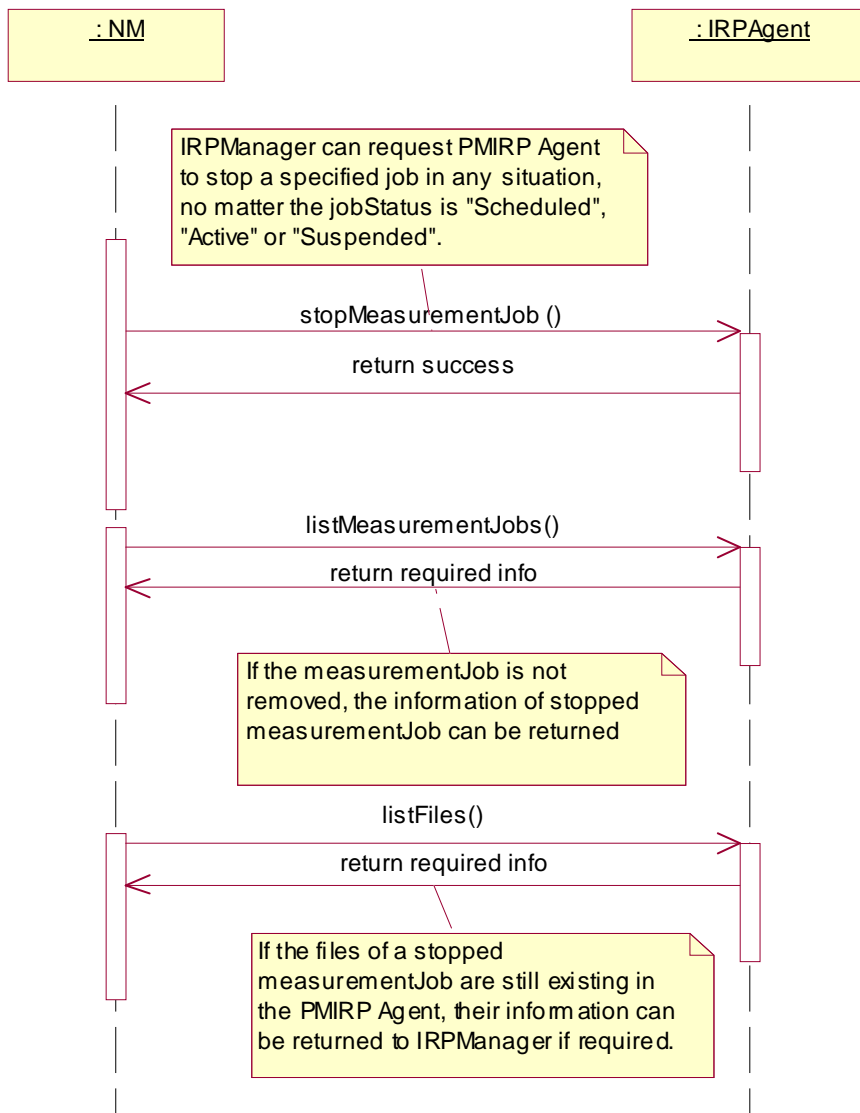 : NM
: IRPAgent
IRPManager can request PMIRP Agent
to stop a specified job in any situation,
no matter the jobStatus is "Scheduled",
"Active" or "Suspended".
stopMeasurementJob ()
return success
listMeasurementJobs()
return required info
If the measurementJob is not
removed, the information of stopped
measurementJob can be returned
listFiles()
return required info
If the files of a stopped
measurementJob are still existing in
the PMIRP Agent, their information can
be returned to IRPManager if required.